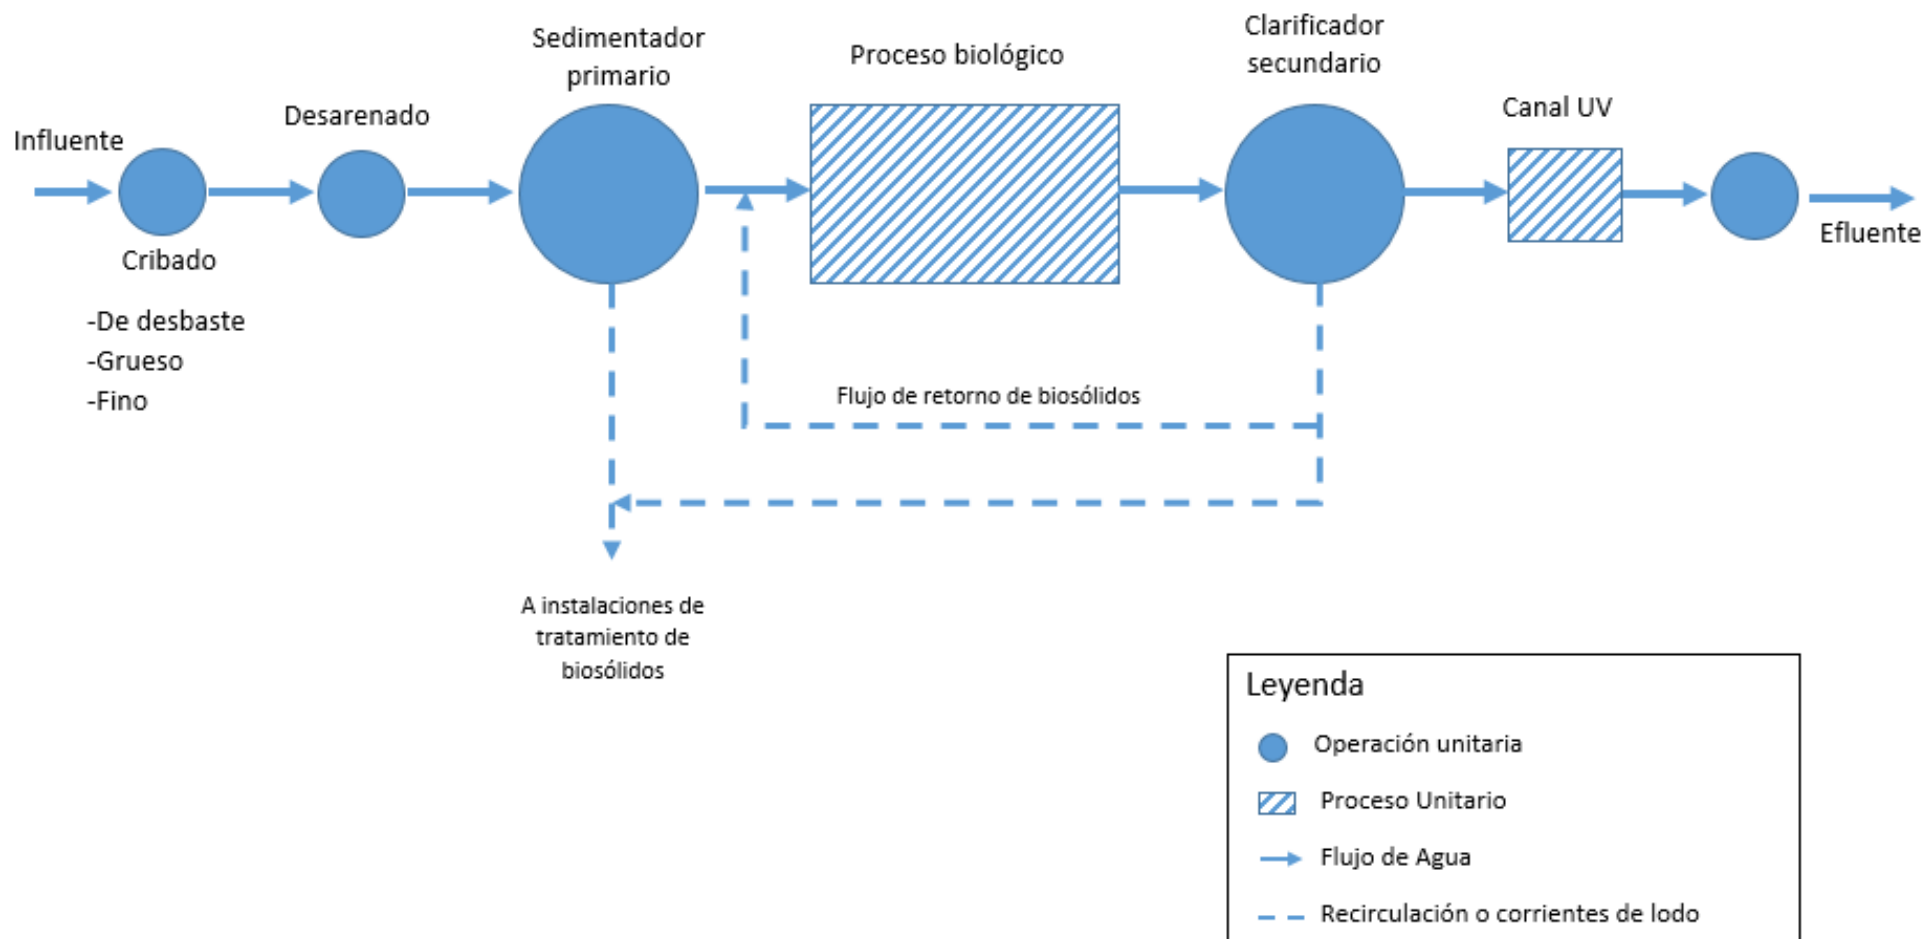 Influente
Cribado
-De desbaste
-Grueso
-Fino
Desarenado
Sedimentador
primario
Proceso biológico
Clarificador
secundario
Canal UV
Efluente
Flujo de retorno de biosólidos
A instalaciones de
tratamiento de
biosólidos
Leyenda
Operación unitaria
Proceso Unitario
Flujo de Agua
Recirculación o corrientes de lodo